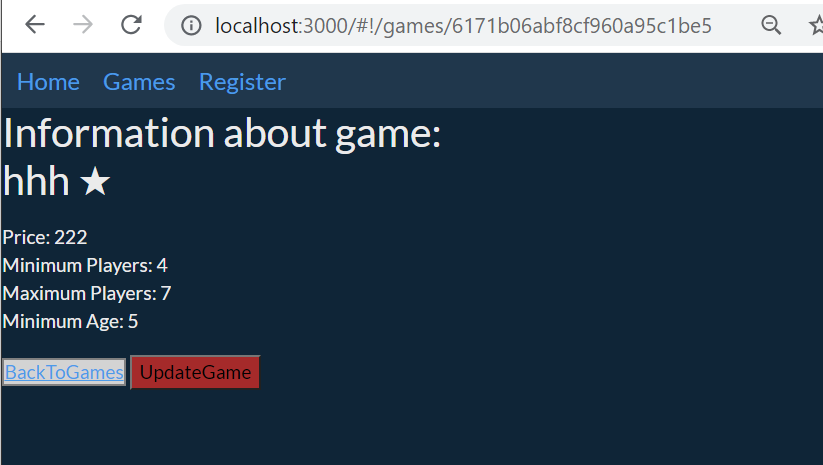 localhost:3000/#!/games/6171b06abf8cf960a95c1be5
Home Games Register
Information about game:
hhh ★
Price: 222
Minimum Players: 4
Maximum Players: 7
Minimum Age: 5
BackToGames UpdateGame